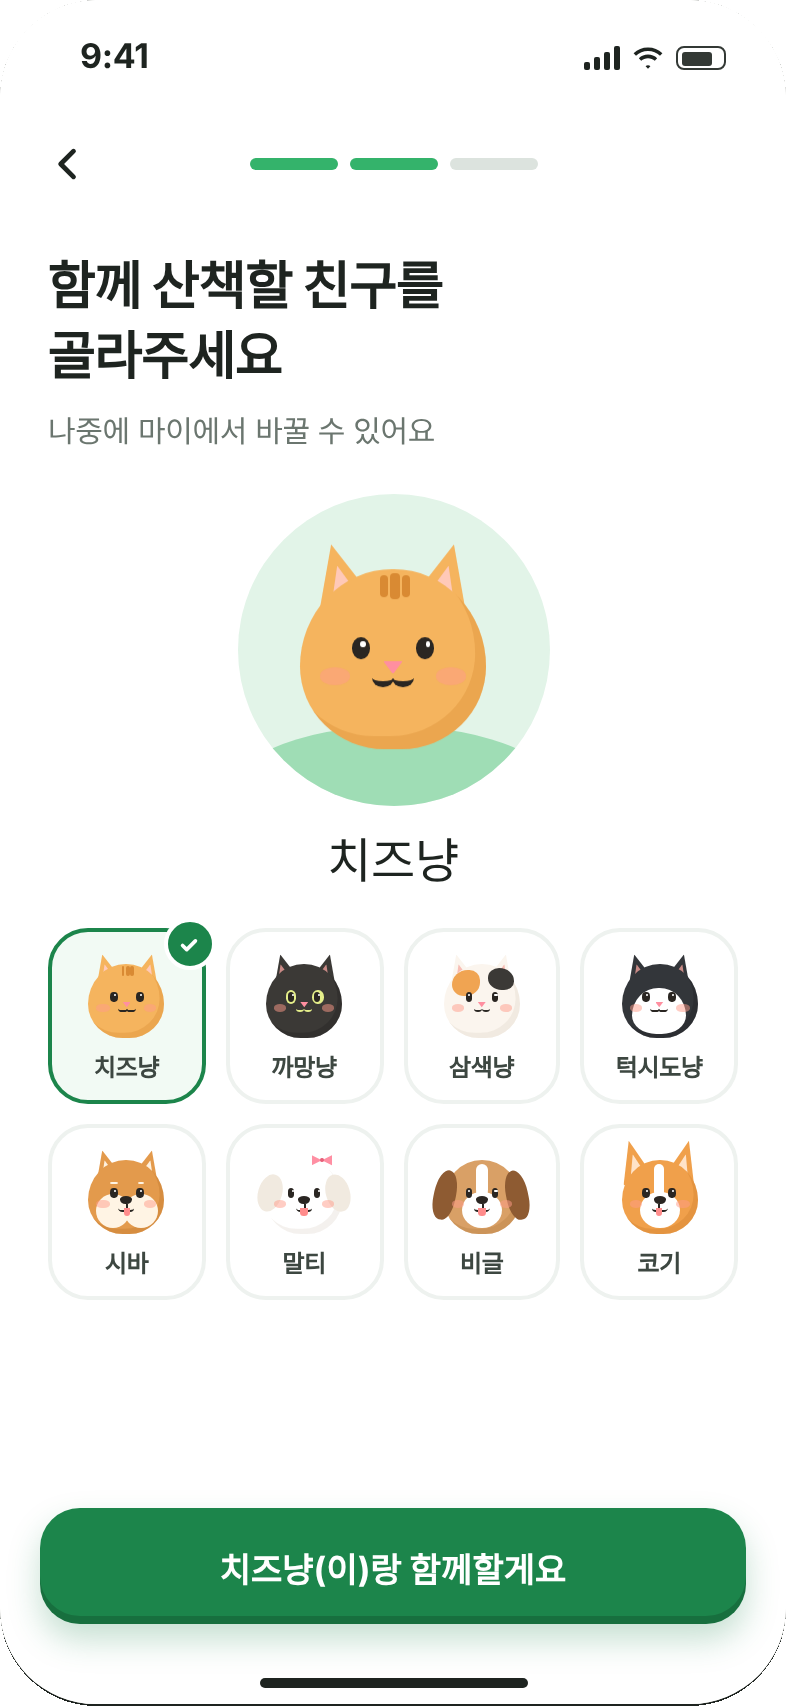 9:41
함께 산책할 친구를
골라주세요
나중에 마이에서 바꿀 수 있어요
치즈냥
치즈냥
까망냥
삼색냥
턱시도냥
시바
말티
비글
코기
치즈냥(이)랑 함께할게요